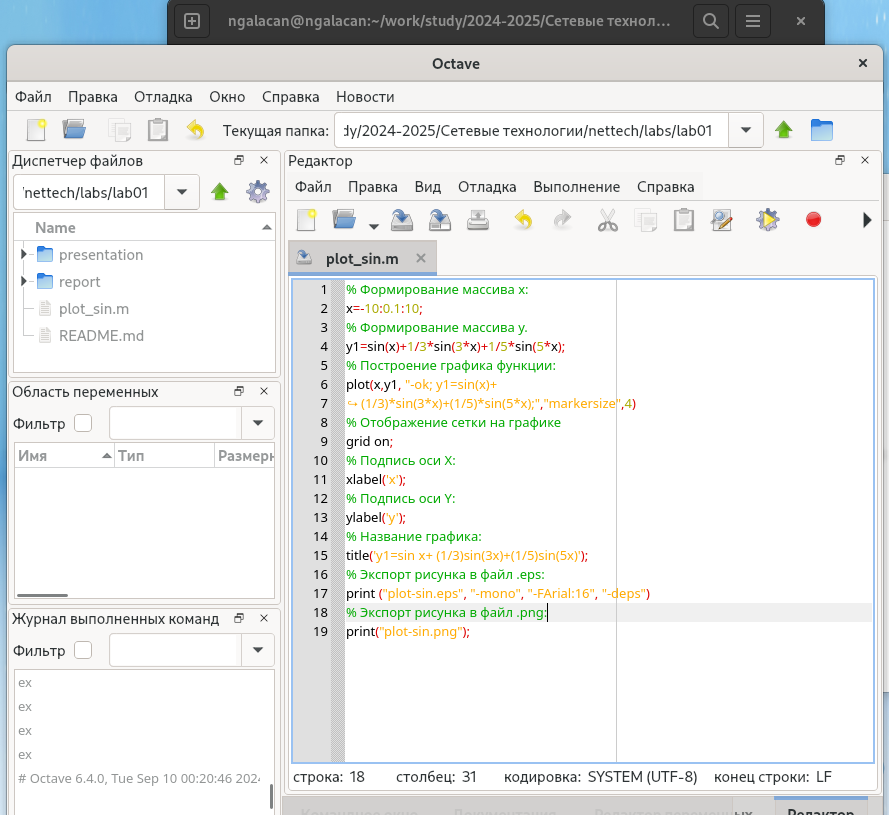 ngalacan@ngalacan:~/work/study/2024-2025/Сетевые технол...
Octave
Файл Правка Отладка Окно Справка Новости
Текущая папка: dy/2024-2025/Сетевые технологии/nettech/labs/lab01
Диспетчер файлов
'nettech/labs/lab01
Name
presentation
report
plot_sin.m
README.md
Область переменных
Фильтр
Имя Тип Размерн
Журнал выполненных команд
Фильтр
ex
ex
ex
ex
# Octave 6.4.0, Tue Sep 10 00:20:46 2024
Редактор
Файл Правка Вид Отладка Выполнение Справка
plot_sin.m
1 % Формирование массива x:
2 x=-10:0.1:10;
3 % Формирование массива y.
4 y1=sin(x)+1/3*sin(3*x)+1/5*sin(5*x);
5 % Построение графика функции:
6 plot(x,y1, "-ok; y1=sin(x)+
7 ↪ (1/3)*sin(3*x)+(1/5)*sin(5*x);","markersize",4)
8 % Отображение сетки на графике
9 grid on;
10 % Подпись оси X:
11 xlabel('x');
12 % Подпись оси Y:
13 ylabel('y');
14 % Название графика:
15 title('y1=sin x+ (1/3)sin(3x)+(1/5)sin(5x)');
16 % Экспорт рисунка в файл .eps:
17 print ("plot-sin.eps", "-mono", "-FArial:16", "-deps")
18 % Экспорт рисунка в файл .png:
19 print("plot-sin.png");
строка: 18 столбец: 31 кодировка: SYSTEM (UTF-8) конец строки: LF
Командное окно Документация Редактор переменных Редактор